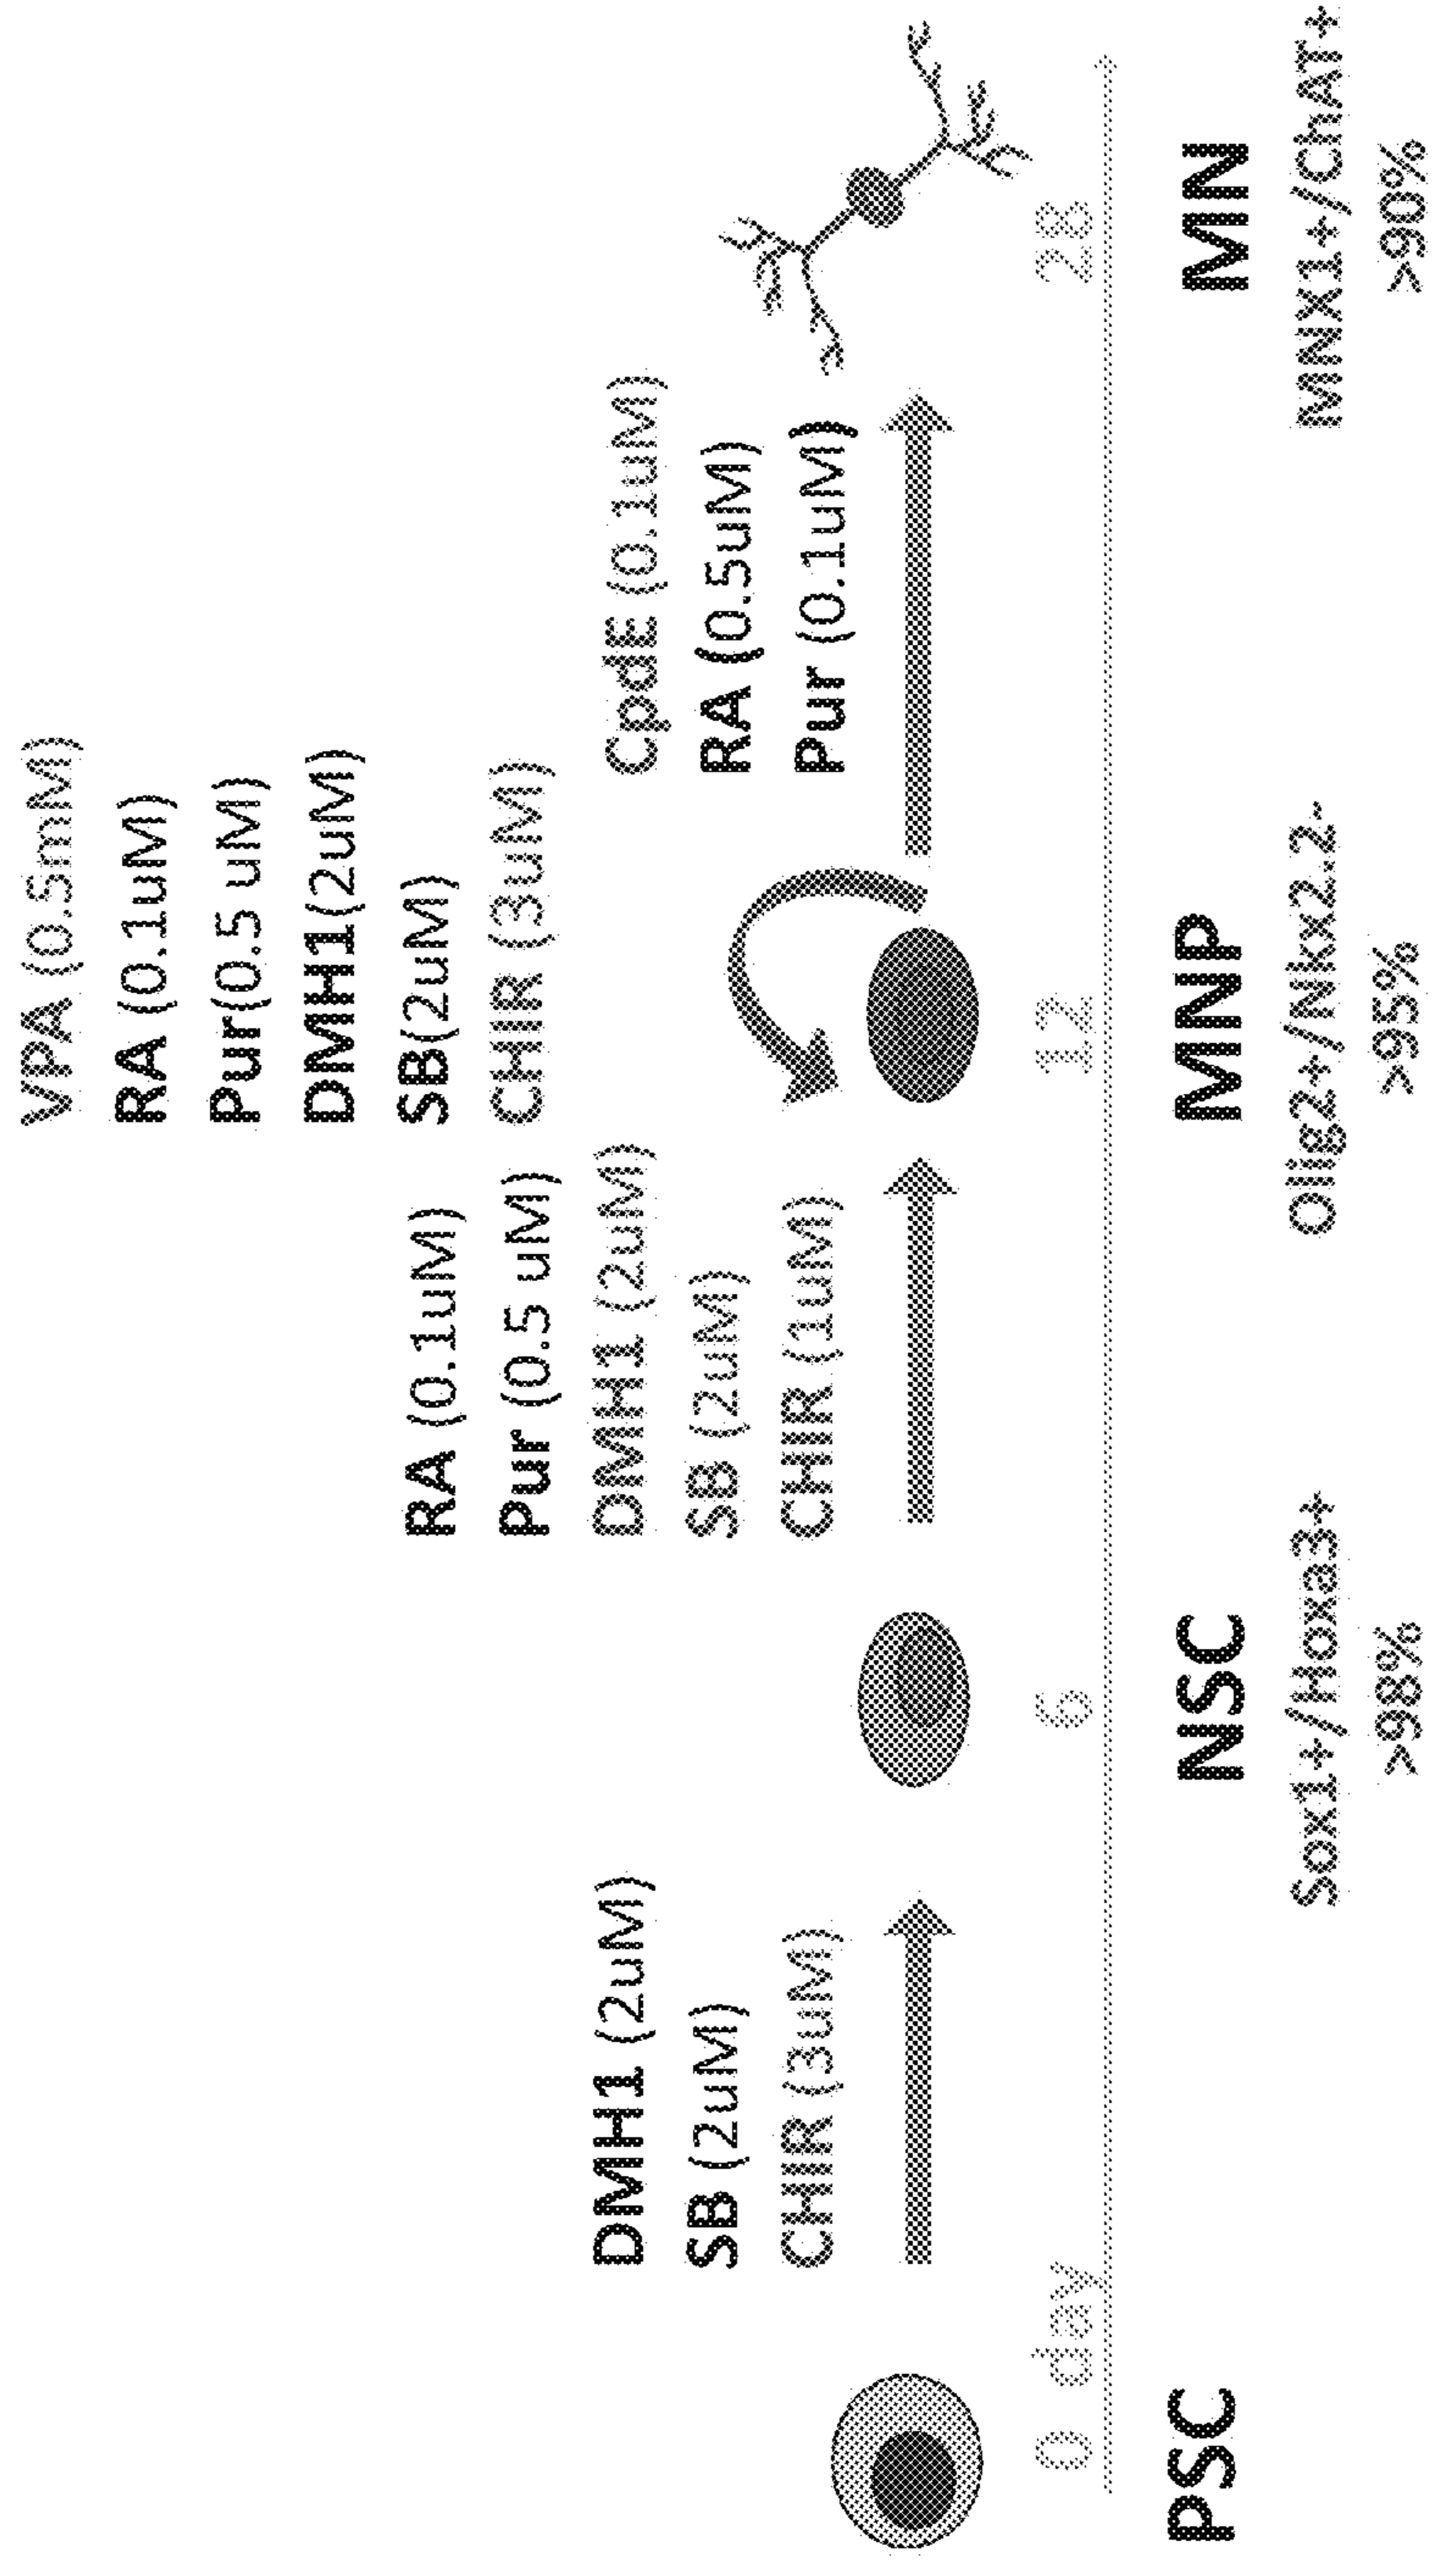 VPA (0.5mM)
RA (0.1uM)
Pur(0.5 uM)
DMH1(2uM)
SB(2uM)
CHIR (3uM)
DMH1 (2uM)
SB (2uM)
CHIR (3uM)
RA (0.1uM)
Pur (0.5 uM)
DMH1 (2uM)
SB (2uM)
CHIR (1uM)
CpdE (0.1uM)
RA (0.5uM)
Pur (0.1uM)
0 day
6
12
28
PSC
NSC
MNP
MN
Sox1+/Hoxa3+
Olig2+/Nkx2.2-
MNX1+/ChAT+
>98%
>95%
>90%